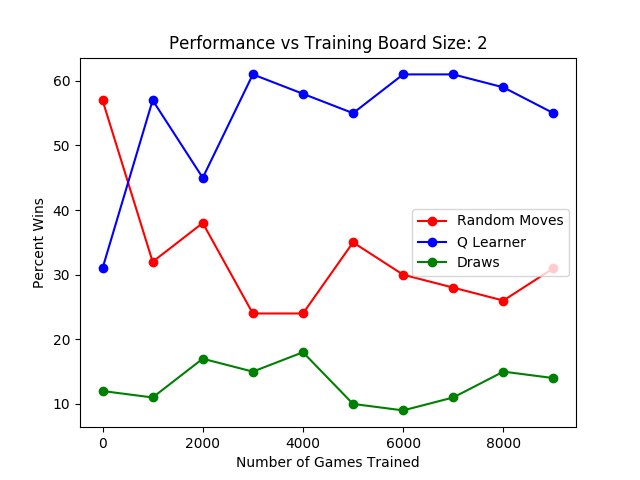 Performance vs Training Board Size: 2
Percent Wins
60
50
40
30
20
10
Random Moves
Q Learner
Draws
0 2000 4000 6000 8000
Number of Games Trained